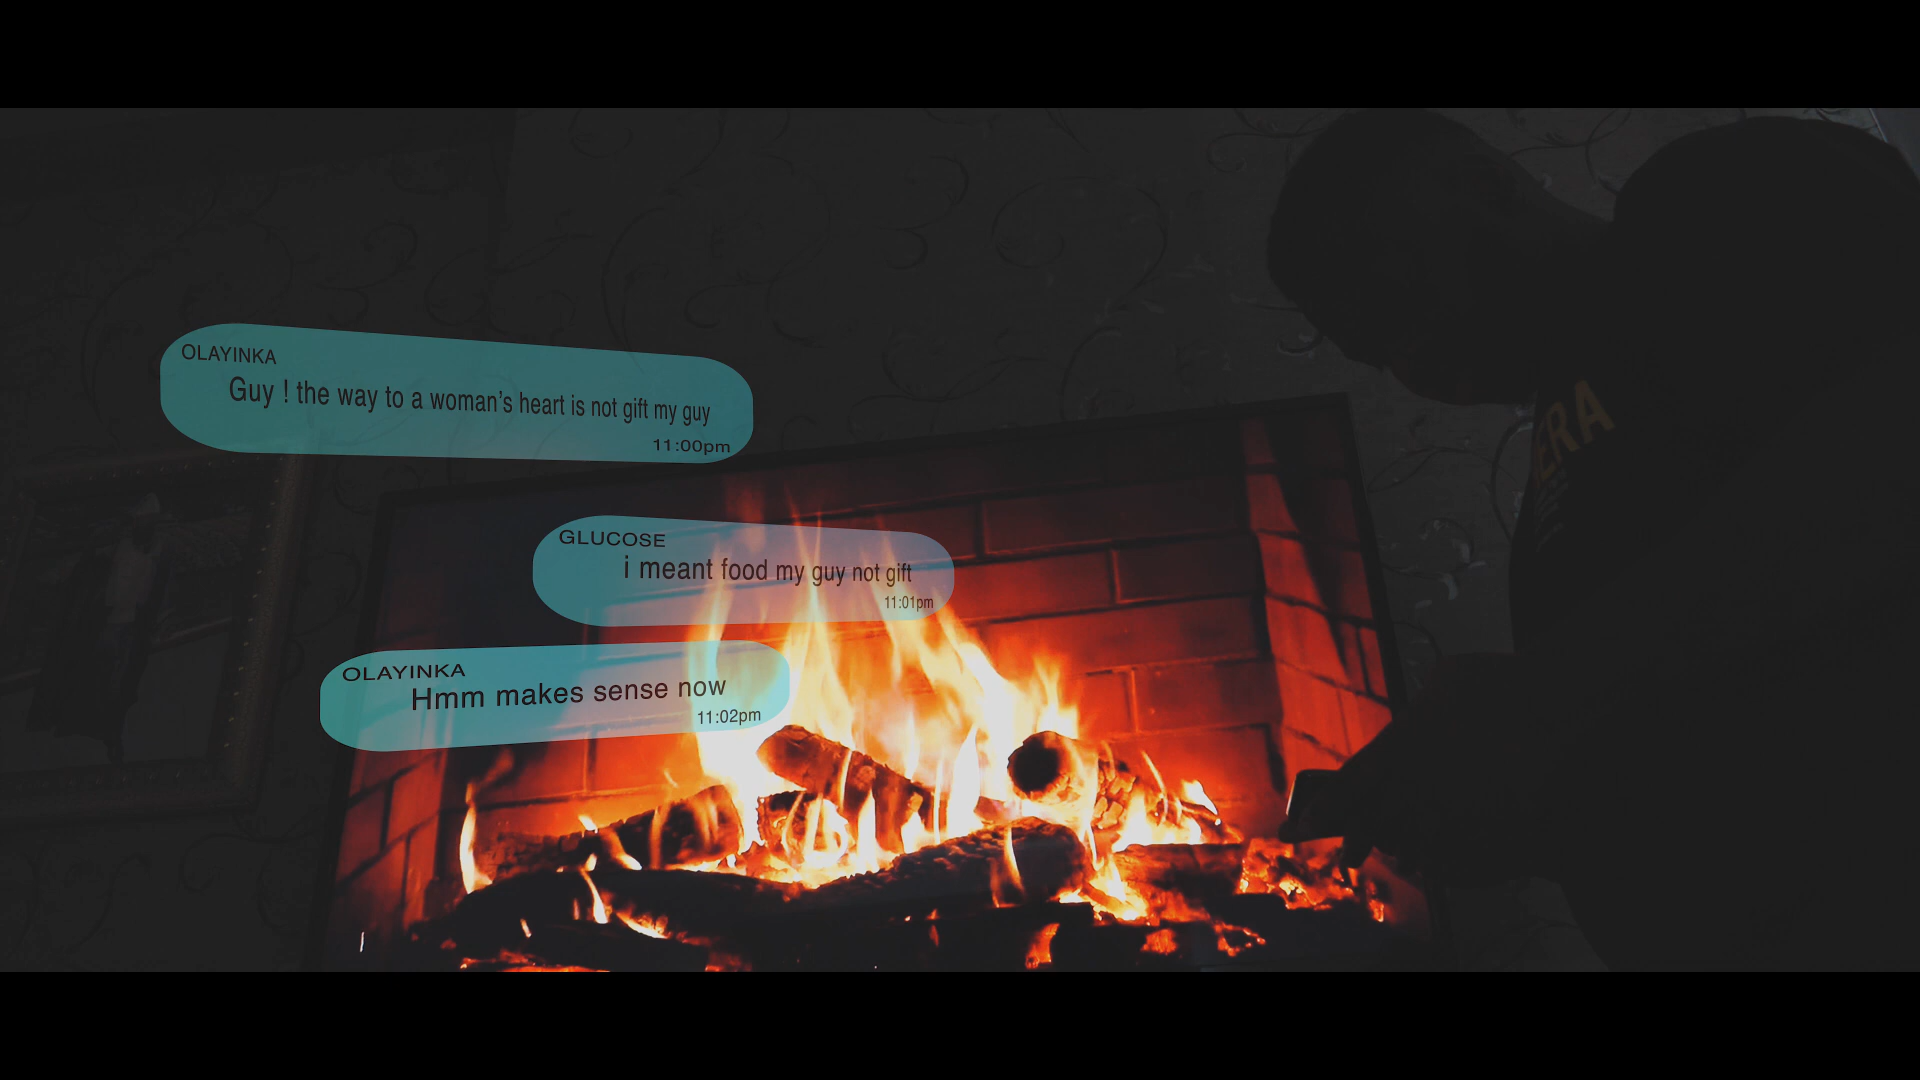 OLAYINKA
Guy ! the way to a woman's heart is not gift my guy
11:00pm
GLUCOSE
i meant food my guy not gift
11:01pm
OLAYINKA
Hmm makes sense now
11:02pm
ERA